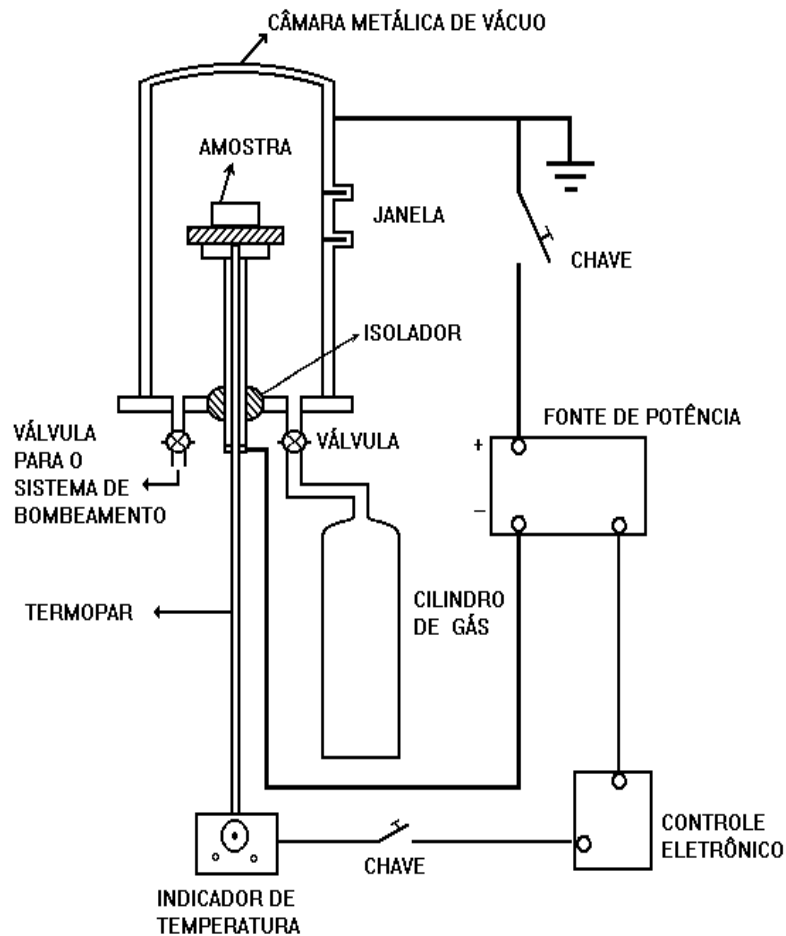 CÂMARA METÁLICA DE VÁCUO
AMOSTRA
JANELA
CHAVE
ISOLADOR
FONTE DE POTÊNCIA
VÁLVULA
PARA O
SISTEMA DE
BOMBEAMENTO
VÁLVULA
+
−
TERMOPAR
CILINDRO
DE GÁS
CONTROLE
ELETRÔNICO
CHAVE
INDICADOR DE
TEMPERATURA